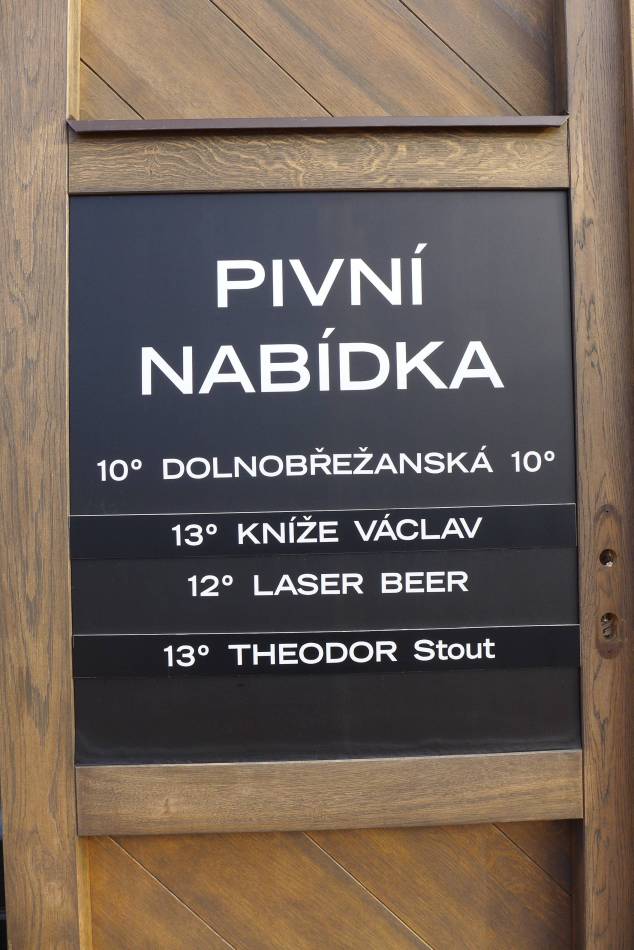 PIVNÍ
NABÍDKA
10° DOLNOBŘEŽANSKÁ 10°
13° KNÍŽE VÁCLAV
12° LASER BEER
13° THEODOR Stout